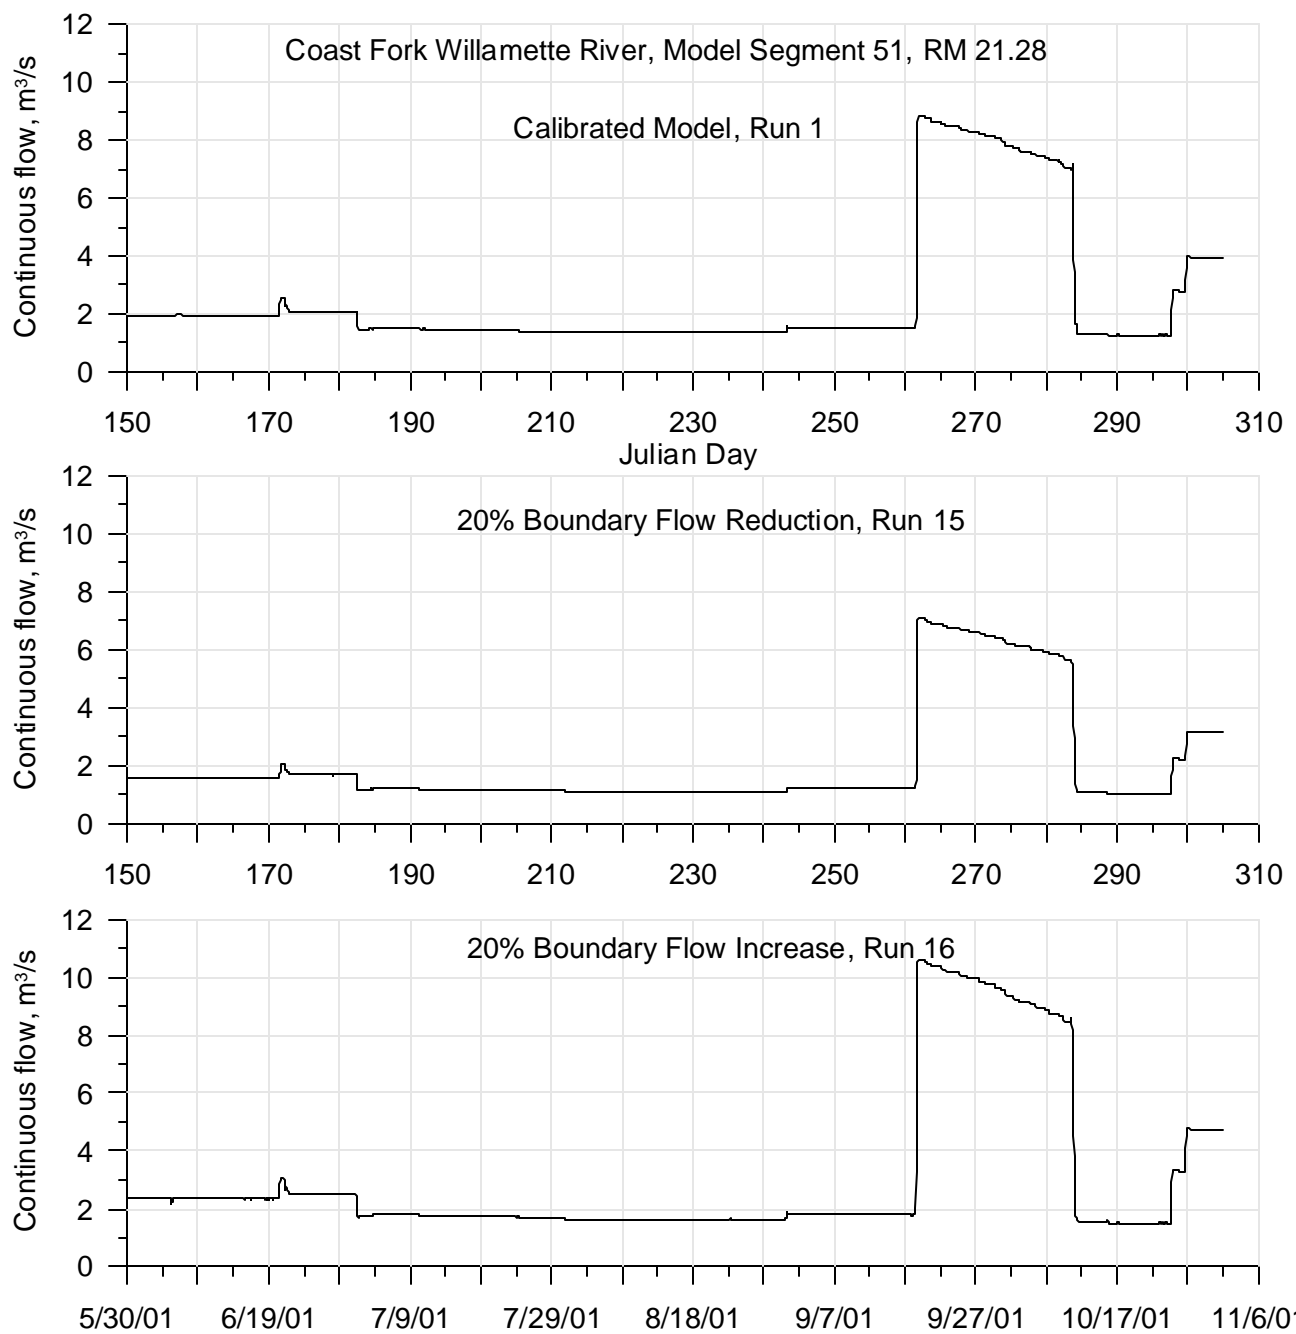 Coast Fork Willamette River, Model Segment 51, RM 21.28
Calibrated Model, Run 1
Continuous flow, m³/s
12
10
8
6
4
2
0
150 170 190 210 230 250 270 290 310
Julian Day
20% Boundary Flow Reduction, Run 15
Continuous flow, m³/s
12
10
8
6
4
2
0
150 170 190 210 230 250 270 290 310
20% Boundary Flow Increase, Run 16
Continuous flow, m³/s
12
10
8
6
4
2
0
5/30/01 6/19/01 7/9/01 7/29/01 8/18/01 9/7/01 9/27/01 10/17/01 11/6/0